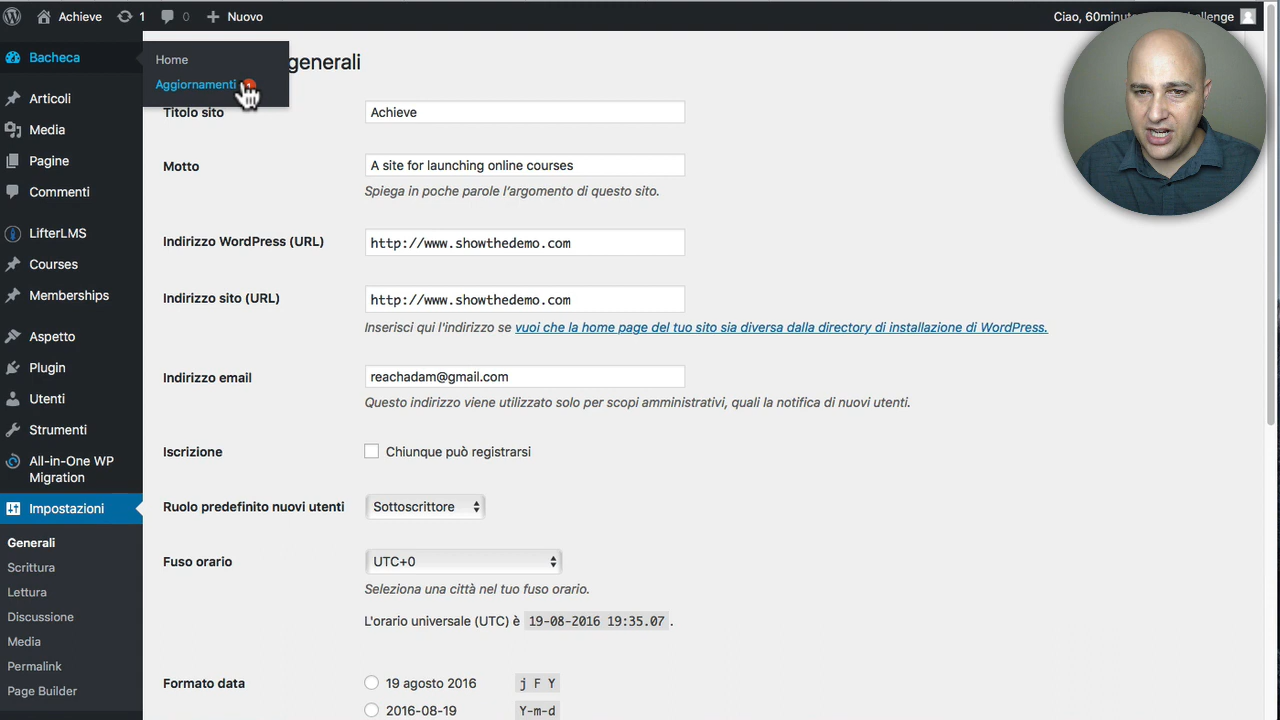 Achieve 1 0 Nuovo
Ciao, 60minut
Bacheca
Home
Aggiornamenti
generali
Articoli
Media
Pagine
Commenti
LifterLMS
Courses
Memberships
Aspetto
Plugin
Utenti
Strumenti
All-in-One WP
Migration
Impostazioni
Generali
Scrittura
Lettura
Discussione
Media
Permalink
Page Builder
Titolo sito
Achieve
Motto
A site for launching online courses
Spiega in poche parole l'argomento di questo sito.
Indirizzo WordPress (URL)
http://www.showthedemo.com
Indirizzo sito (URL)
http://www.showthedemo.com
Inserisci qui l'indirizzo se vuoi che la home page del tuo sito sia diversa dalla directory di installazione di WordPress.
Indirizzo email
reachadam@gmail.com
Questo indirizzo viene utilizzato solo per scopi amministrativi, quali la notifica di nuovi utenti.
Iscrizione
Chiunque può registrarsi
Ruolo predefinito nuovi utenti
Sottoscrittore
Fuso orario
UTC+0
Seleziona una città nel tuo fuso orario.
L'orario universale (UTC) è 19-08-2016 19:35.07 .
Formato data
19 agosto 2016 j F Y
2016-08-19 Y-m-d